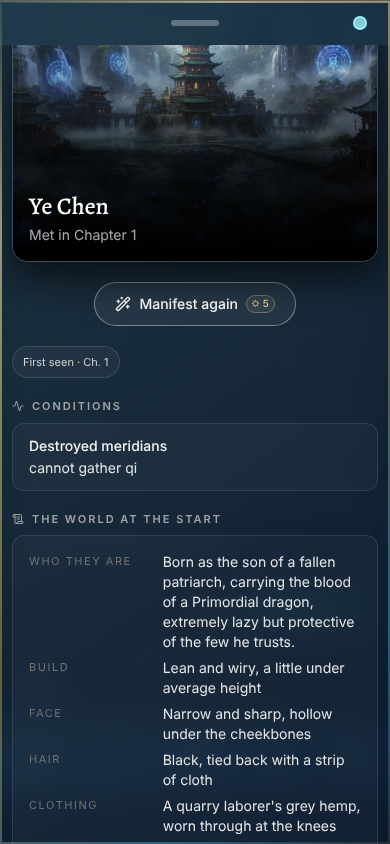 Ye Chen
Met in Chapter 1
Manifest again 5
First seen · Ch. 1
CONDITIONS
Destroyed meridians
cannot gather qi
THE WORLD AT THE START
WHO THEY ARE
Born as the son of a fallen
patriarch, carrying the blood
of a Primordial dragon,
extremely lazy but protective
of the few he trusts.
BUILD
Lean and wiry, a little under
average height
FACE
Narrow and sharp, hollow
under the cheekbones
HAIR
Black, tied back with a strip
of cloth
CLOTHING
A quarry laborer's grey hemp,
worn through at the knees